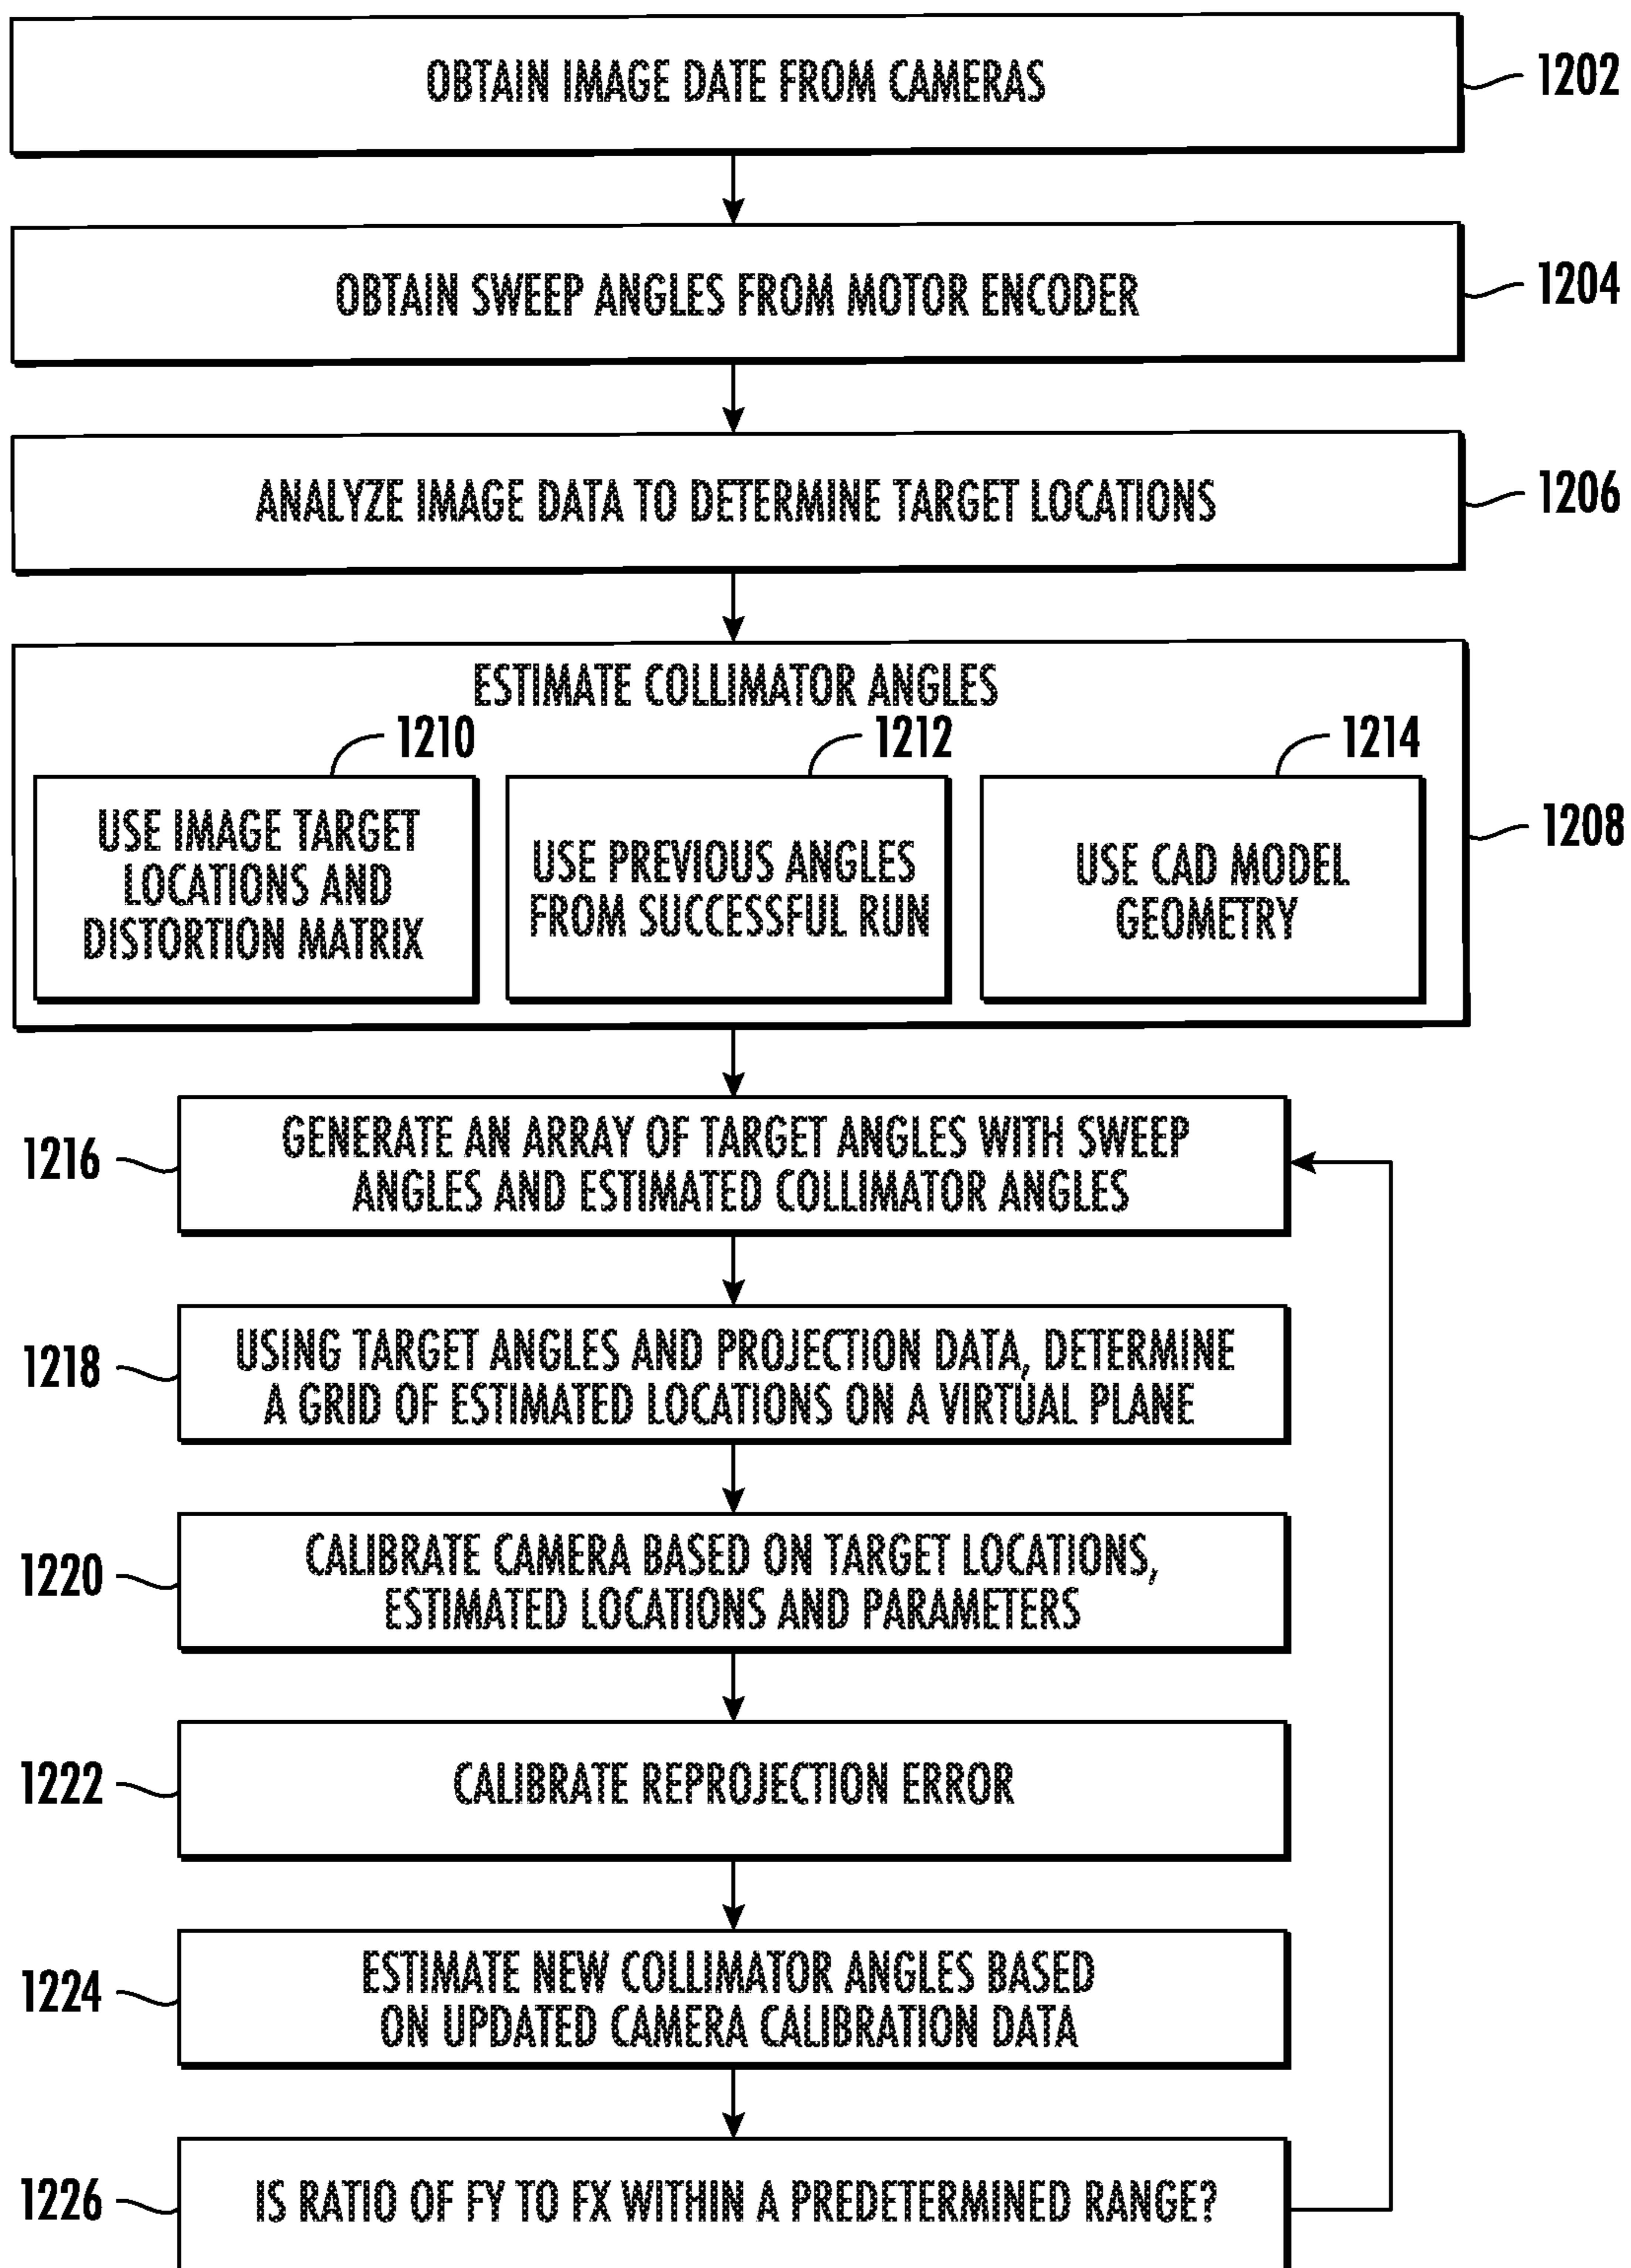 OBTAIN IMAGE DATE FROM CAMERAS
1202
OBTAIN SWEEP ANGLES FROM MOTOR ENCODER
1204
ANALYZE IMAGE DATA TO DETERMINE TARGET LOCATIONS
1206
ESTIMATE COLLIMATOR ANGLES
1208
1210
USE IMAGE TARGET
LOCATIONS AND
DISTORTION MATRIX
1212
USE PREVIOUS ANGLES
FROM SUCCESSFUL RUN
1214
USE CAD MODEL
GEOMETRY
1216
GENERATE AN ARRAY OF TARGET ANGLES WITH SWEEP
ANGLES AND ESTIMATED COLLIMATOR ANGLES
1218
USING TARGET ANGLES AND PROJECTION DATA, DETERMINE
A GRID OF ESTIMATED LOCATIONS ON A VIRTUAL PLANE
1220
CALIBRATE CAMERA BASED ON TARGET LOCATIONS,
ESTIMATED LOCATIONS AND PARAMETERS
1222
CALIBRATE REPROJECTION ERROR
1224
ESTIMATE NEW COLLIMATOR ANGLES BASED
ON UPDATED CAMERA CALIBRATION DATA
1226
IS RATIO OF FY TO FX WITHIN A PREDETERMINED RANGE?